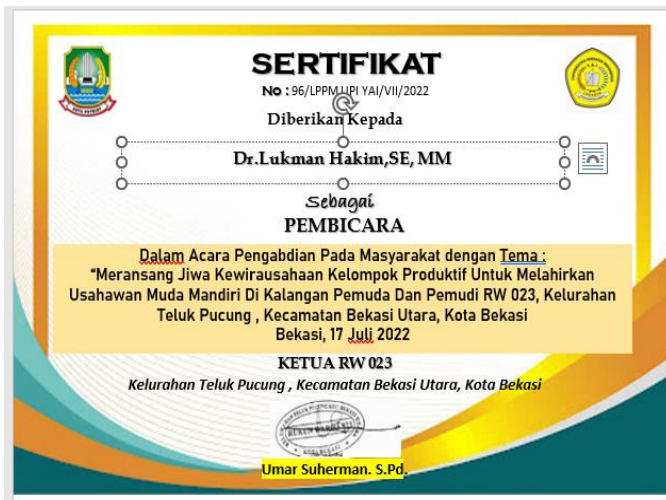 SERTIFIKAT
No : 96/LPPM UPI YAI/VII/2022
Diberikan Kepada
Dr.Lukman Hakim,SE, MM
Sebagai
PEMBICARA
Dalam Acara Pengabdian Pada Masyarakat dengan Tema :
"Meransang Jiwa Kewirausahaan Kelompok Produktif Untuk Melahirkan
Usahawan Muda Mandiri Di Kalangan Pemuda Dan Pemudi RW 023, Kelurahan
Teluk Pucung , Kecamatan Bekasi Utara, Kota Bekasi
Bekasi, 17 Juli 2022
KETUA RW 023
Kelurahan Teluk Pucung , Kecamatan Bekasi Utara, Kota Bekasi
Umar Suherman. S.Pd.